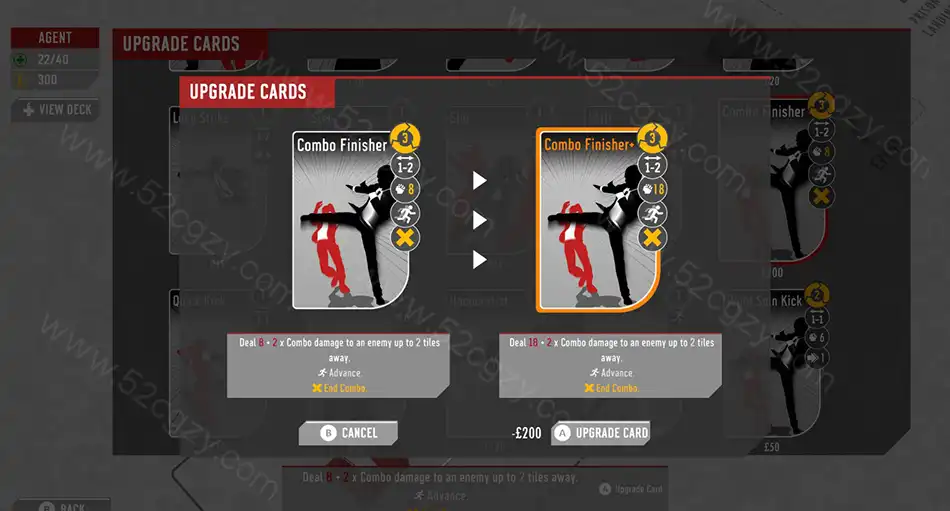 AGENT
22/40
300
VIEW DECK
UPGRADE CARDS
UPGRADE CARDS
Combo Finisher
3
1-2
8
Deal 8 + 2 x Combo damage to an enemy up to 2 tiles
away.
Advance.
End Combo.
B CANCEL
Combo Finisher+
3
1-2
18
Deal 18 + 2 x Combo damage to an enemy up to 2 tiles
away.
Advance.
End Combo.
-£200
A UPGRADE CARD
Combo Finisher
3
1-2
8
Spin Kick
2
1-1
6
1
£50
Deal 8 + 2 x Combo damage to an enemy up to 2 tiles away.
Advance.
A Upgrade Card
B BACK
www.52cgzy.com